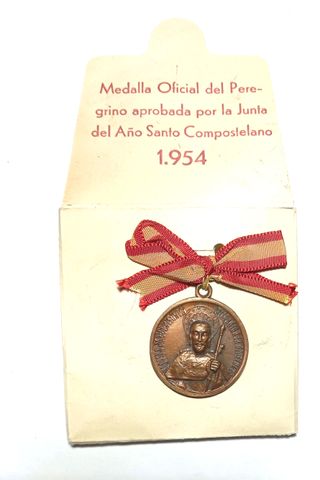 Medalla Oficial del Pere-
grino aprobada por la Junta
del Año Santo Compostelano
1.954